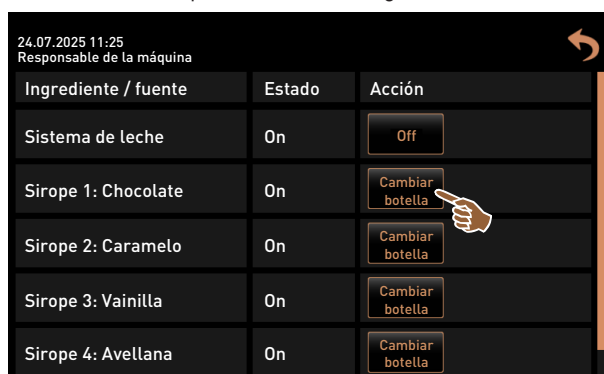 24.07.2025 11:25
Responsable de la máquina
Ingrediente / fuente Estado Acción
Sistema de leche On Off
Sirope 1: Chocolate On Cambiar botella
Sirope 2: Caramelo On Cambiar botella
Sirope 3: Vainilla On Cambiar botella
Sirope 4: Avellana On Cambiar botella